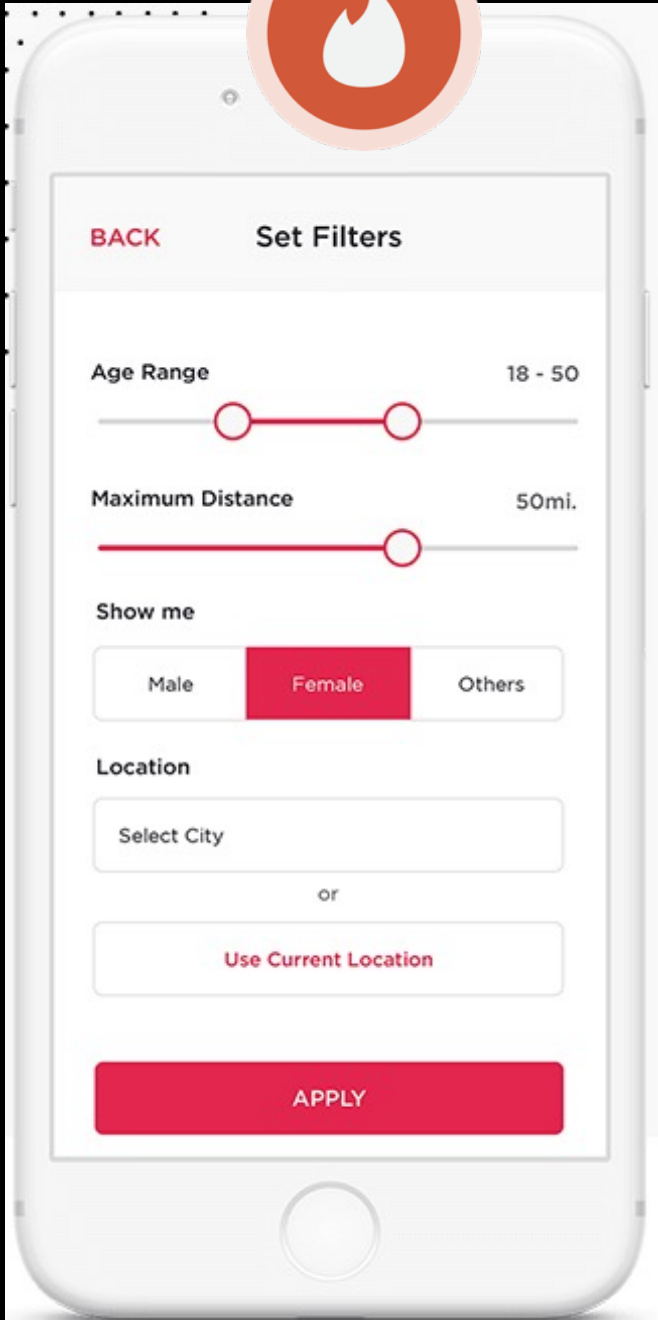 BACK Set Filters
Age Range 18 - 50
Maximum Distance 50mi.
Show me
Male Female Others
Location
Select City
or
Use Current Location
APPLY